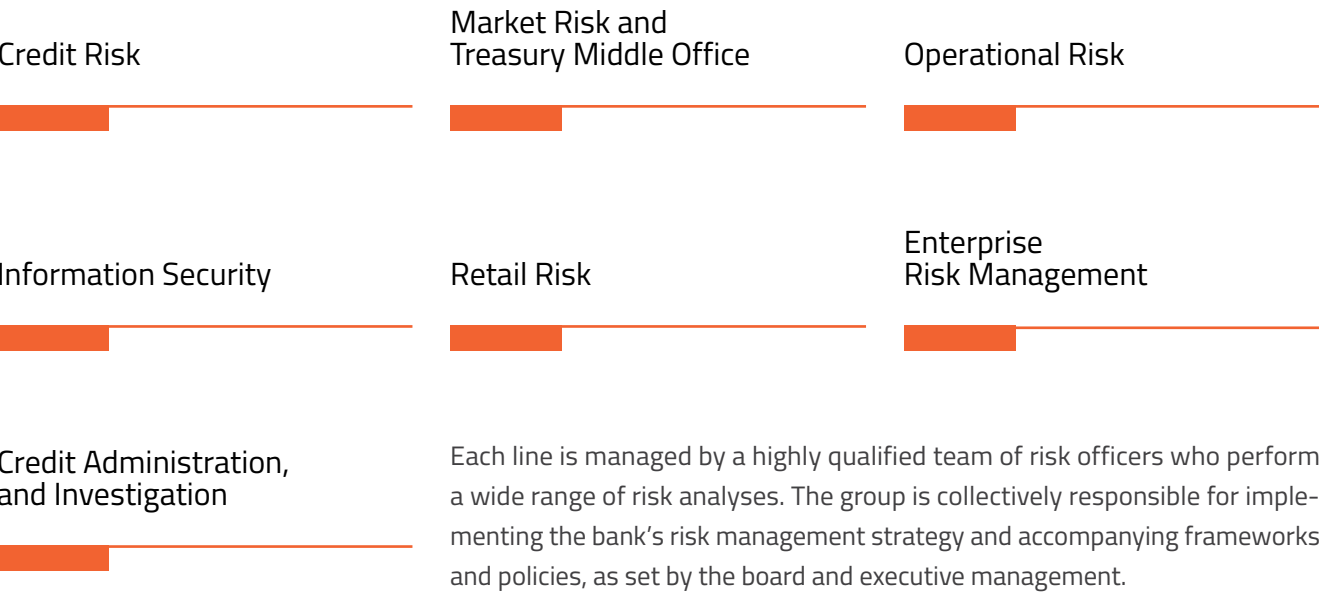 Credit Risk
Market Risk and
Treasury Middle Office
Operational Risk
Information Security
Retail Risk
Enterprise
Risk Management
Credit Administration,
and Investigation
Each line is managed by a highly qualified team of risk officers who perform
a wide range of risk analyses. The group is collectively responsible for imple-
menting the bank’s risk management strategy and accompanying frameworks
and policies, as set by the board and executive management.